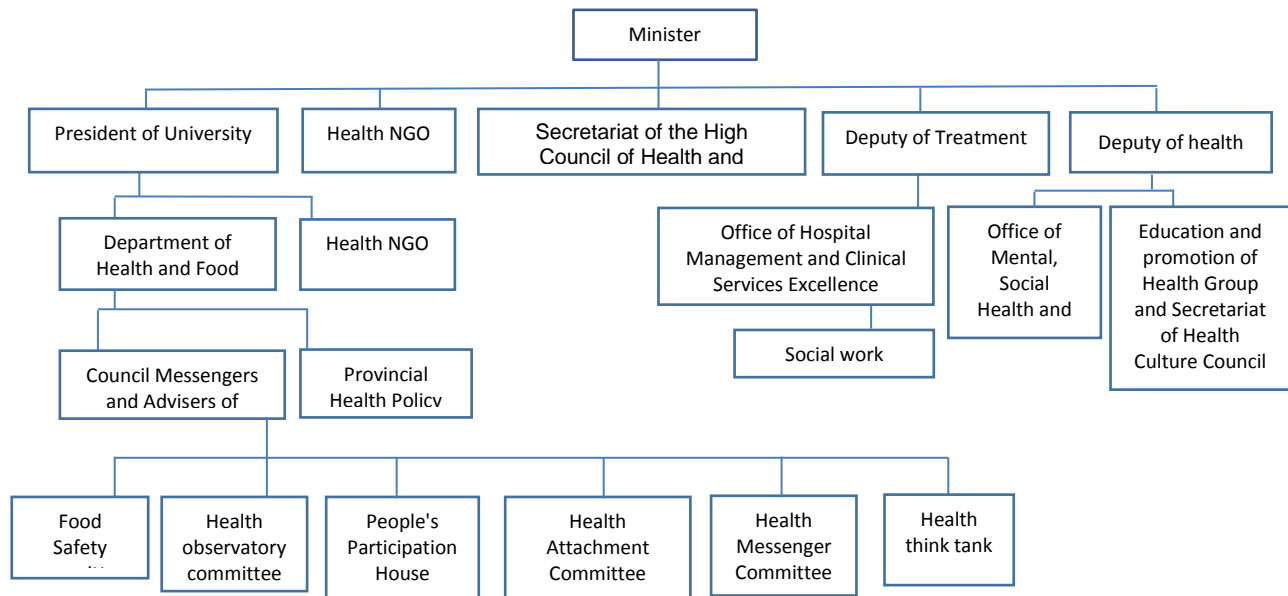 Minister
President of University
Health NGO
Secretariat of the High
Council of Health and
Deputy of Treatment
Deputy of health
Department of
Health and Food
Health NGO
Office of Hospital
Management and Clinical
Services Excellence
Office of
Mental,
Social
Health and
Education and
promotion of
Health Group
and Secretariat
of Health
Culture Council
Social work
Council Messengers
and Advisers of
Provincial
Health Policy
Food
Safety
Health
observatory
committee
People's
Participation
House
Health
Attachment
Committee
Health
Messenger
Committee
Health
think tank